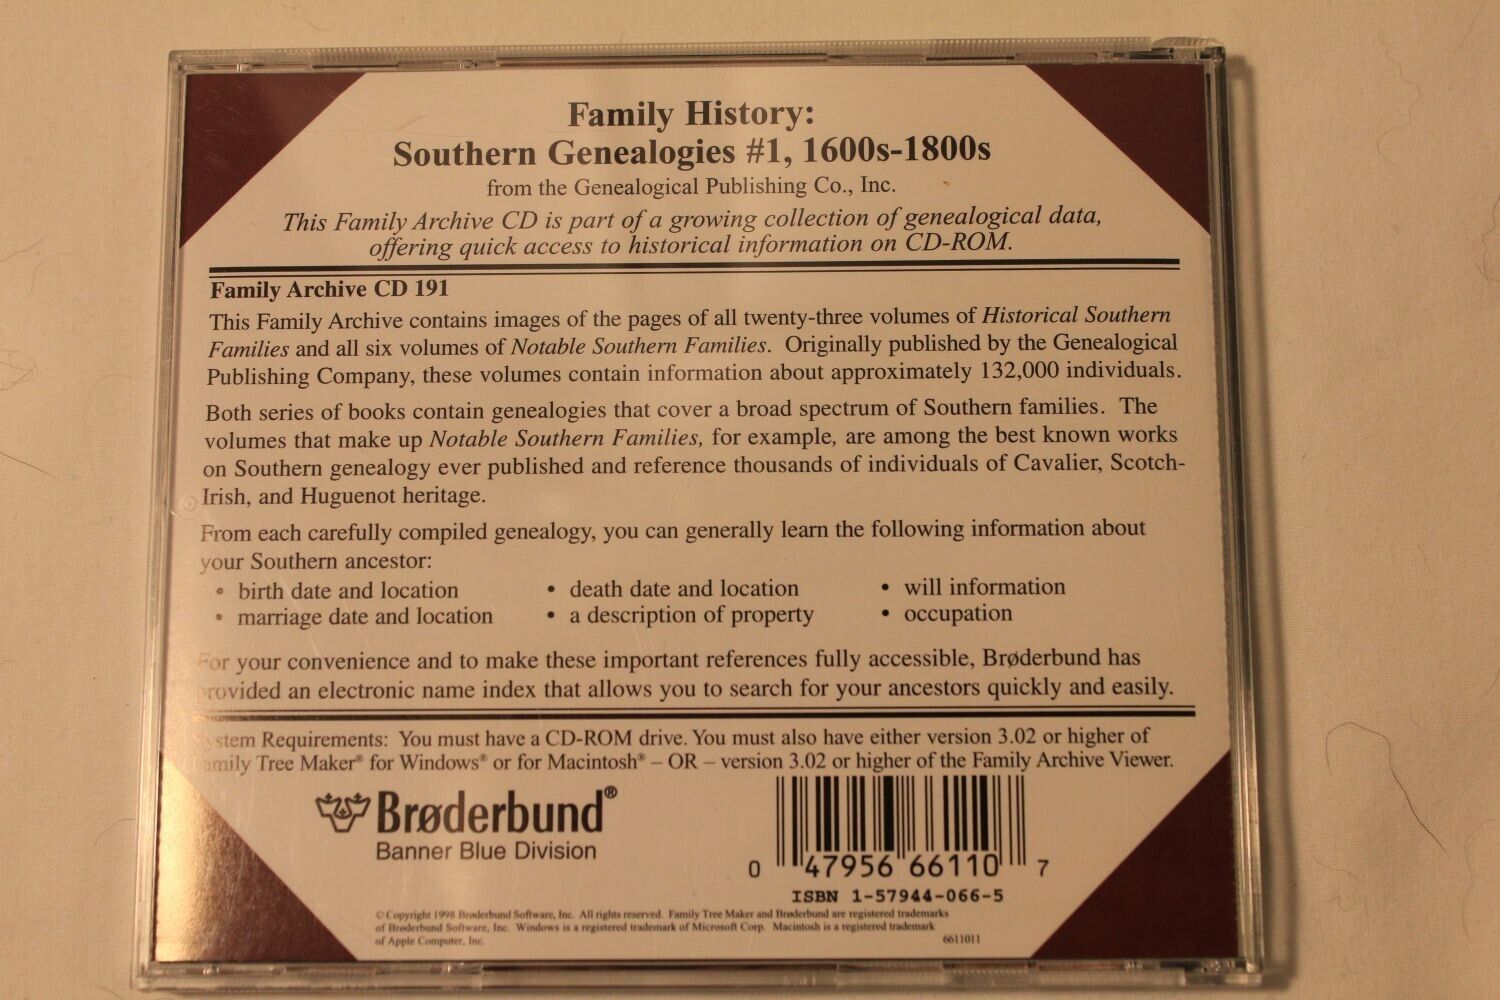 Family History:
Southern Genealogies #1, 1600s-1800s
from the Genealogical Publishing Co., Inc.
This Family Archive CD is part of a growing collection of genealogical data,
offering quick access to historical information on CD-ROM.
Family Archive CD 191
This Family Archive contains images of the pages of all twenty-three volumes of Historical Southern
Families and all six volumes of Notable Southern Families. Originally published by the Genealogical
Publishing Company, these volumes contain information about approximately 132,000 individuals.
Both series of books contain genealogies that cover a broad spectrum of Southern families. The
volumes that make up Notable Southern Families, for example, are among the best known works
on Southern genealogy ever published and reference thousands of individuals of Cavalier, Scotch-
Irish, and Huguenot heritage.
From each carefully compiled genealogy, you can generally learn the following information about
your Southern ancestor:
• birth date and location • death date and location • will information
• marriage date and location • a description of property • occupation
For your convenience and to make these important references fully accessible, Brøderbund has
provided an electronic name index that allows you to search for your ancestors quickly and easily.
System Requirements: You must have a CD-ROM drive. You must also have either version 3.02 or higher of
Family Tree Maker® for Windows® or for Macintosh® – OR – version 3.02 or higher of the Family Archive Viewer.
Brøderbund®
Banner Blue Division
0 47956 66110 7
ISBN 1-57944-066-5
© Copyright 1998 Brøderbund Software, Inc. All rights reserved. Family Tree Maker and Brøderbund are registered trademarks
of Brøderbund Software, Inc. Windows is a registered trademark of Microsoft Corp. Macintosh is a registered trademark
of Apple Computer, Inc.
6611011